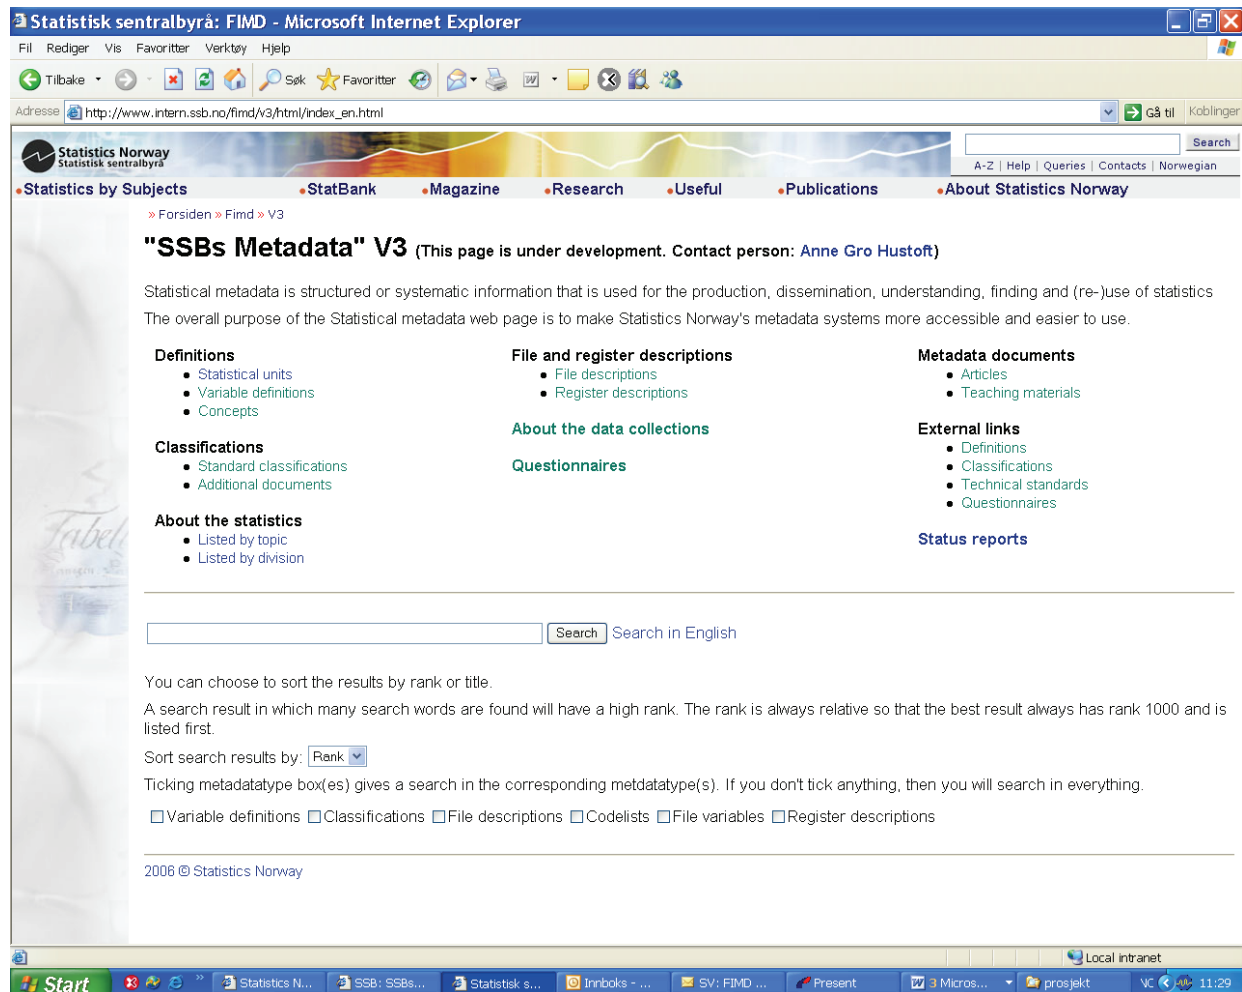 Statistisk sentralbyrå: FIMD - Microsoft Internet Explorer
Fil Rediger Vis Favoritter Verktøy Hjelp
Tilbake Søk Favoritter
Adresse http://www.intern.ssb.no/fimd/v3/html/index_en.html Gå til Koblinger
Statistics Norway
Statistisk sentralbyrå
Search
A-Z | Help | Queries | Contacts | Norwegian
Statistics by Subjects StatBank Magazine Research Useful Publications About Statistics Norway
» Forsiden » Fimd » V3
"SSBs Metadata" V3 (This page is under development. Contact person: Anne Gro Hustoft)
Statistical metadata is structured or systematic information that is used for the production, dissemination, understanding, finding and (re-)use of statistics
The overall purpose of the Statistical metadata web page is to make Statistics Norway's metadata systems more accessible and easier to use.
Definitions
Statistical units
Variable definitions
Concepts
Classifications
Standard classifications
Additional documents
About the statistics
Listed by topic
Listed by division
File and register descriptions
File descriptions
Register descriptions
About the data collections
Questionnaires
Metadata documents
Articles
Teaching materials
External links
Definitions
Classifications
Technical standards
Questionnaires
Status reports
Search Search in English
You can choose to sort the results by rank or title.
A search result in which many search words are found will have a high rank. The rank is always relative so that the best result always has rank 1000 and is
listed first.
Sort search results by: Rank
Ticking metadatatype box(es) gives a search in the corresponding metdatatype(s). If you don't tick anything, then you will search in everything.
Variable definitions Classifications File descriptions Codelists File variables Register descriptions
2006 © Statistics Norway
Local intranet
Start Statistics N... SSB: SSBs... Statistisk s... Innboks - ... SV: FIMD ... Present 3 Micros... prosjekt VC 11:29